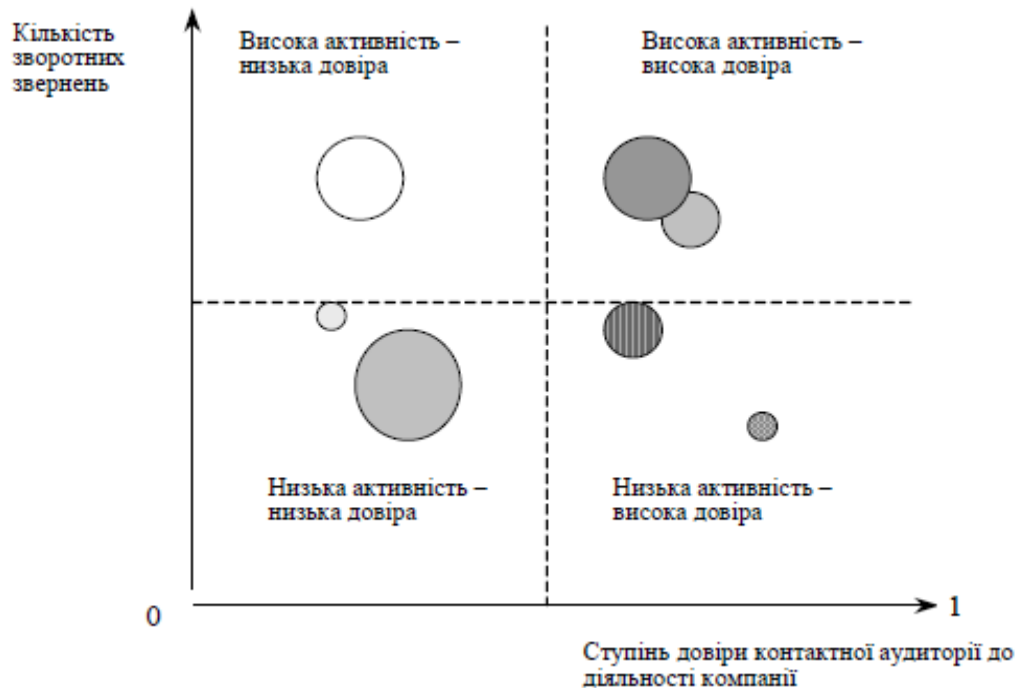 Кількість
зворотних
звернень
Висока активність –
низька довіра
Висока активність –
висока довіра
Низька активність –
низька довіра
Низька активність –
висока довіра
0
1
Ступінь довіри контактної аудиторії до
діяльності компанії